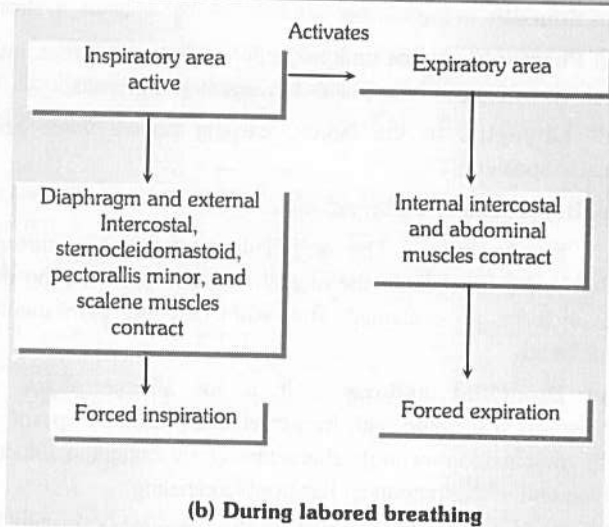 Activates
Inspiratory area
active
Expiratory area
Diaphragm and external
Intercostal,
sternocleidomastoid,
pectorallis minor, and
scalene muscles
contract
Internal intercostal
and abdominal
muscles contract
Forced inspiration
Forced expiration
(b) During labored breathing